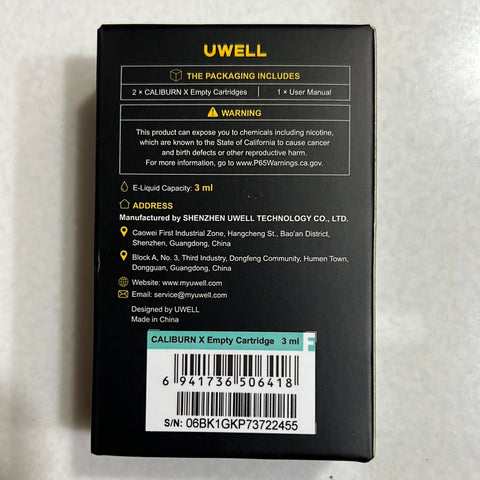 UWELL
THE PACKAGING INCLUDES
2 × CALIBURN X Empty Cartridges
1 × User Manual
WARNING
This product can expose you to chemicals including nicotine,
which are known to the State of California to cause cancer
and birth defects or other reproductive harm.
For more information, go to www.P65Warnings.ca.gov.
E-Liquid Capacity: 3 ml
ADDRESS
Manufactured by SHENZHEN UWELL TECHNOLOGY CO., LTD.
Caowei First Industrial Zone, Hangcheng St., Bao'an District,
Shenzhen, Guangdong, China
Block A, No. 3, Third Industry, Dongfeng Community, Humen Town,
Dongguan, Guangdong, China
Website: www.myuwell.com
Email: service@myuwell.com
Designed by UWELL
Made in China
CALIBURN X Empty Cartridge 3 ml
F
6 941736 506418
S/N: 06BK1GKP73722455